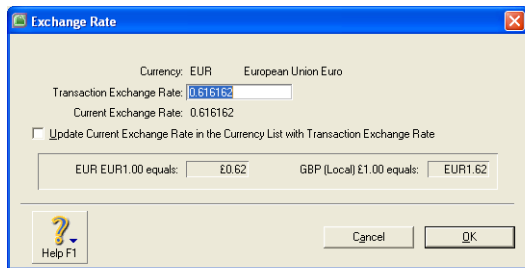 Exchange Rate
Currency: EUR European Union Euro
Transaction Exchange Rate: 0.616162
Current Exchange Rate: 0.616162
Update Current Exchange Rate in the Currency List with Transaction Exchange Rate
EUR EUR1.00 equals: £0.62 GBP (Local) £1.00 equals: EUR1.62
Help F1
Cancel OK